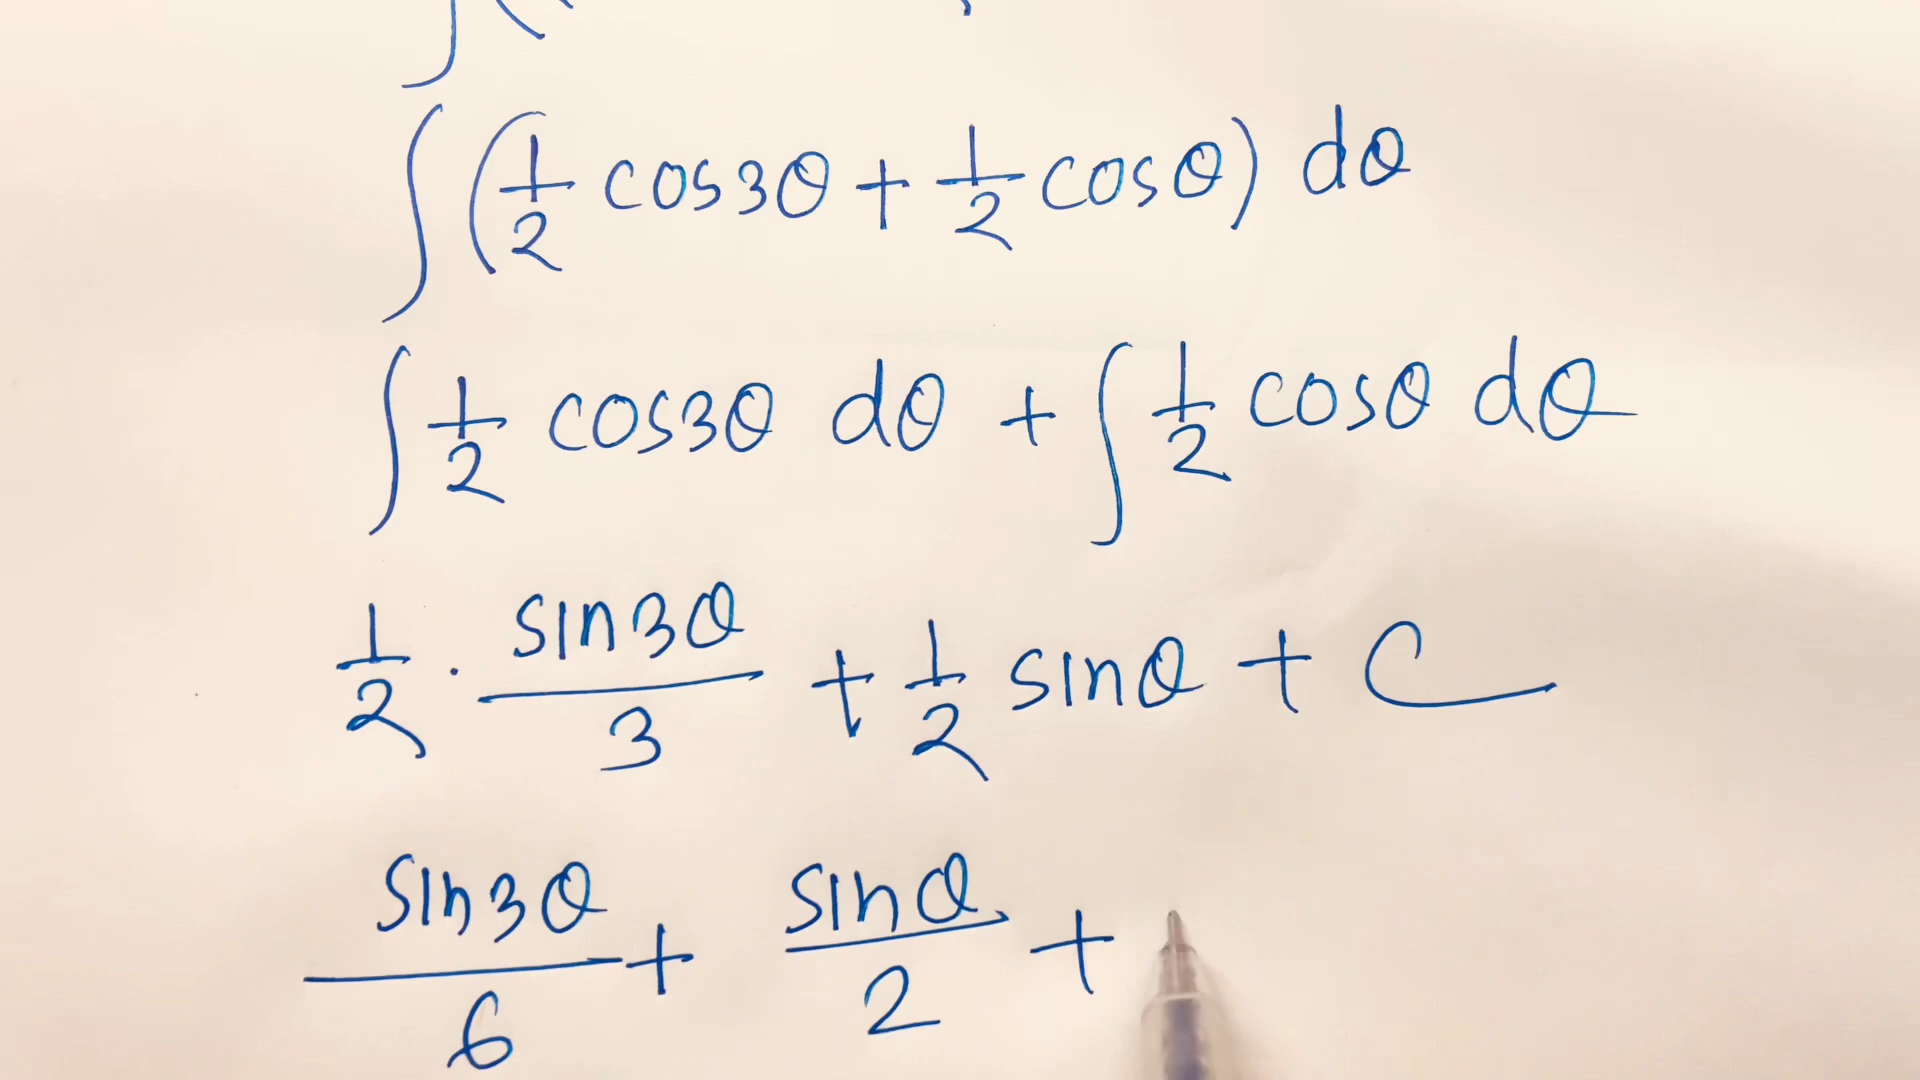 ∫(1/2 cos3θ + 1/2 cosθ) dθ
∫ 1/2 cos3θ dθ + ∫ 1/2 cosθ dθ
1/2 · sin3θ/3 + 1/2 sinθ + C
sin3θ/6 + sinθ/2 +